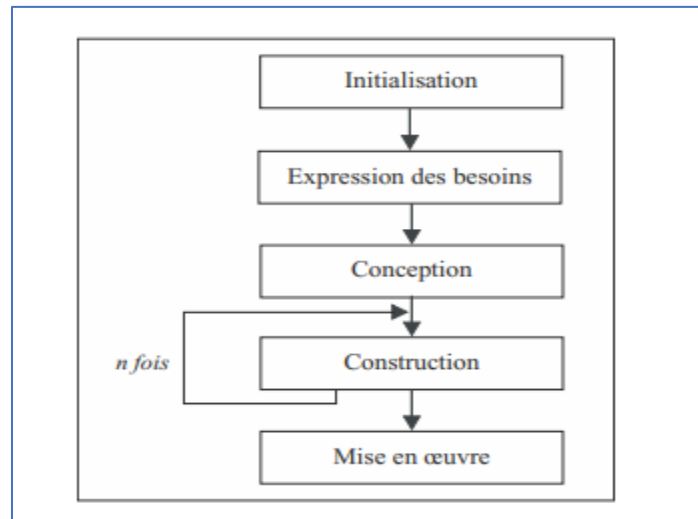 Initialisation
Expression des besoins
Conception
n fois
Construction
Mise en œuvre